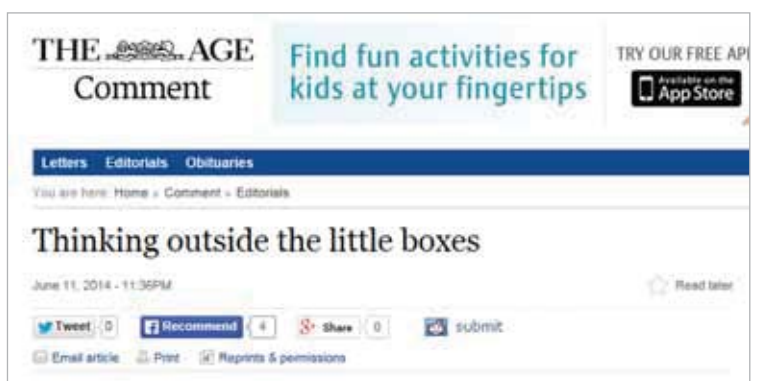 THE AGE
Comment
Find fun activities for
kids at your fingertips
TRY OUR FREE AP
Available on the
App Store
Letters Editorials Obituaries
You are here: Home » Comment » Editorials
Thinking outside the little boxes
June 11, 2014 - 11:36PM
Read later
Tweet 0 Recommend 4 Share 0 submit
Email article Print Reprints & permissions